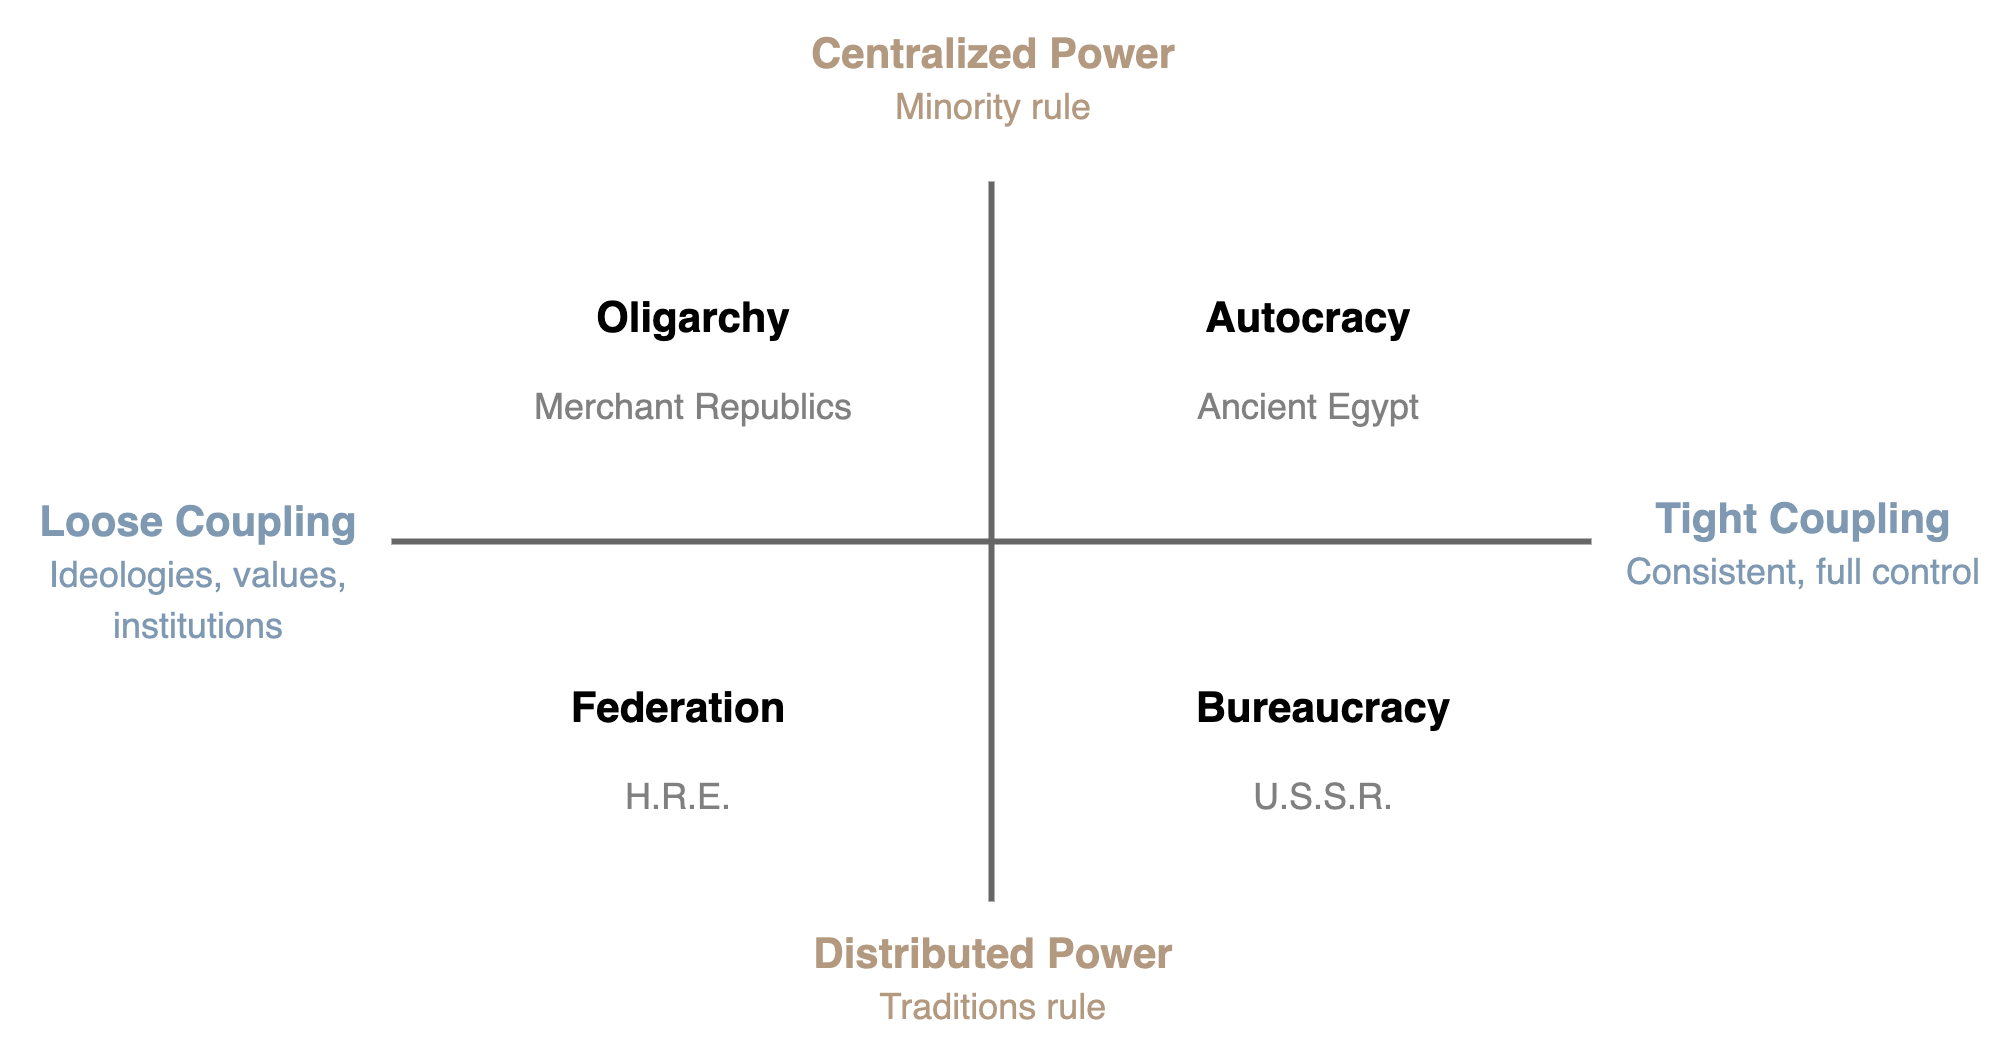 Centralized Power
Minority rule
Oligarchy
Autocracy
Merchant Republics
Ancient Egypt
Loose Coupling
Ideologies, values,
institutions
Tight Coupling
Consistent, full control
Federation
Bureaucracy
H.R.E.
U.S.S.R.
Distributed Power
Traditions rule